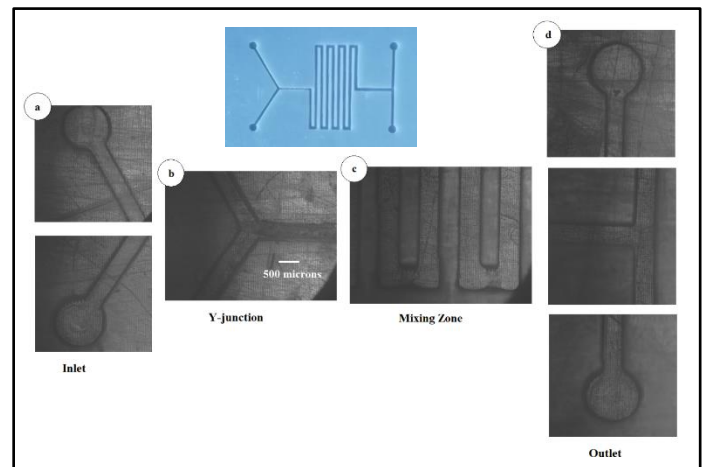 a
b
c
d
500 microns
Y-junction
Mixing Zone
Inlet
Outlet